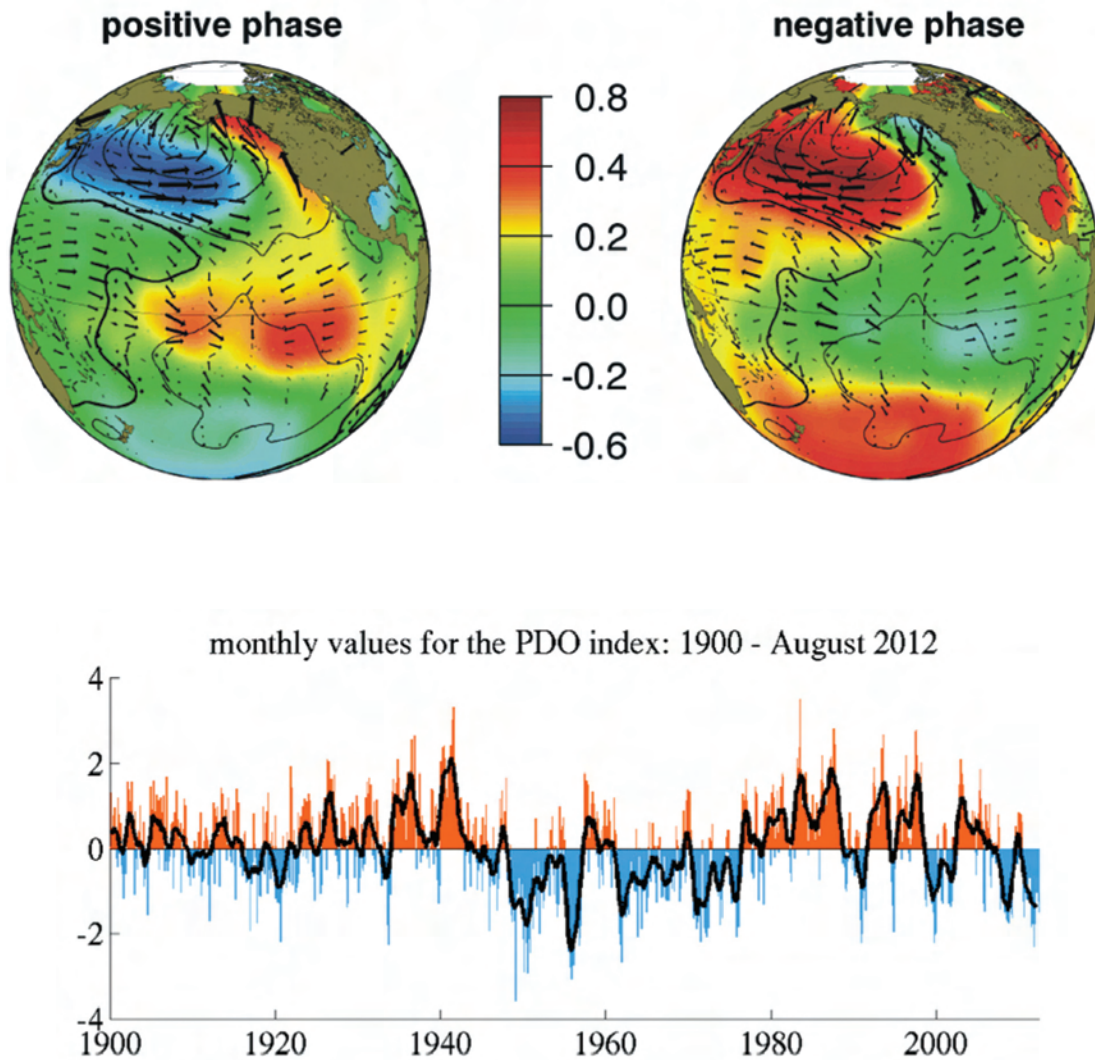 positive phase
negative phase
0.8
0.4
0.2
0.0
-0.2
-0.6
monthly values for the PDO index: 1900 - August 2012
4
2
0
-2
-4
1900 1920 1940 1960 1980 2000